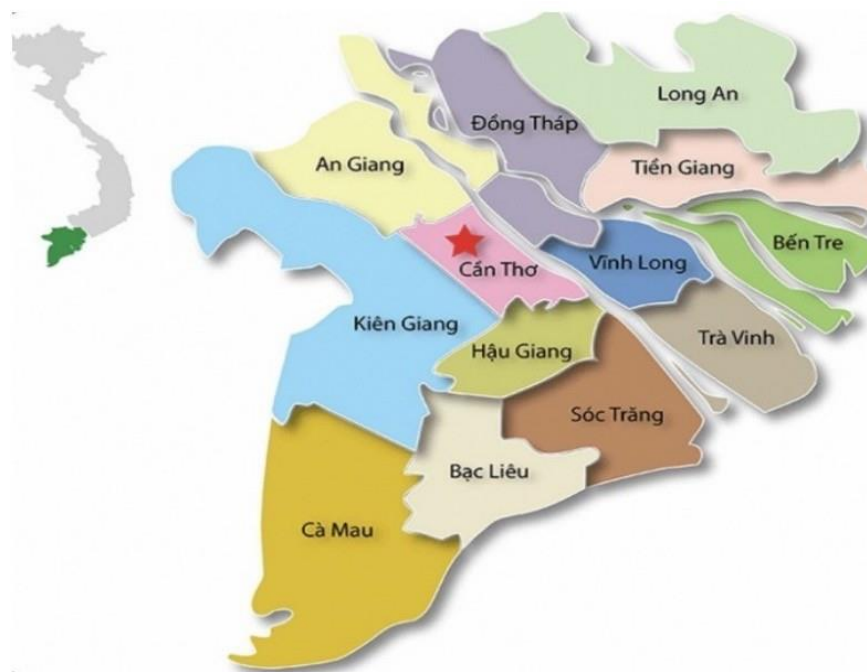 Long An
Đồng Tháp
An Giang
Tiền Giang
Bến Tre
Cần Thơ
Vĩnh Long
Kiên Giang
Trà Vinh
Hậu Giang
Sóc Trăng
Bạc Liêu
Cà Mau